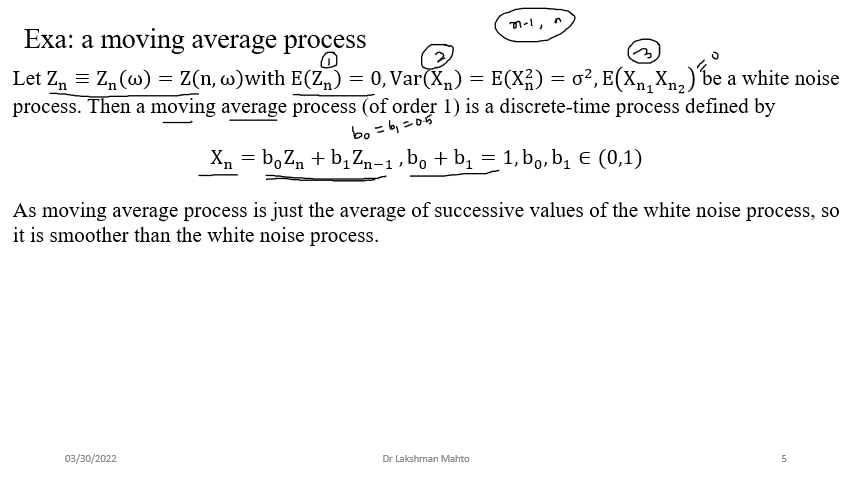 n-1, n
Exa: a moving average process
1 2 3
Let Zₙ ≡ Zₙ(ω) = Z(n, ω)with E(Zₙ) = 0, Var(Xₙ) = E(Xₙ²) = σ², E(Xₙ₁Xₙ₂) = 0 be a white noise
process. Then a moving average process (of order 1) is a discrete-time process defined by
b₀ = b₁ = 0.5
Xₙ = b₀Zₙ + b₁Zₙ₋₁ , b₀ + b₁ = 1, b₀, b₁ ∈ (0,1)
As moving average process is just the average of successive values of the white noise process, so
it is smoother than the white noise process.
03/30/2022 Dr Lakshman Mahto 5